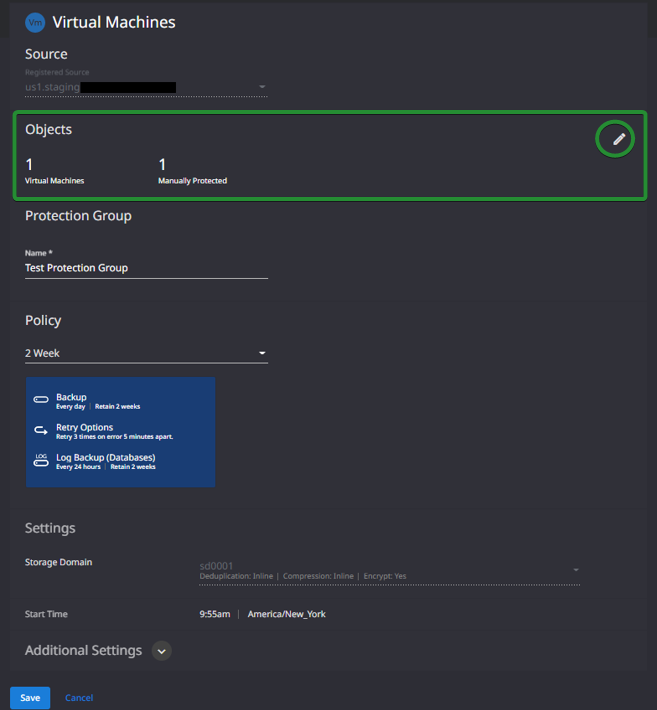 Vm Virtual Machines
Source
Registered Source
us1.staging
Objects
1 1
Virtual Machines Manually Protected
Protection Group
Name *
Test Protection Group
Policy
2 Week
Backup
Every day | Retain 2 weeks
Retry Options
Retry 3 times on error 5 minutes apart.
LOG Log Backup (Databases)
Every 24 hours | Retain 2 weeks
Settings
Storage Domain sd0001
Deduplication: Inline | Compression: Inline | Encrypt: Yes
Start Time 9:55am | America/New_York
Additional Settings
Save Cancel